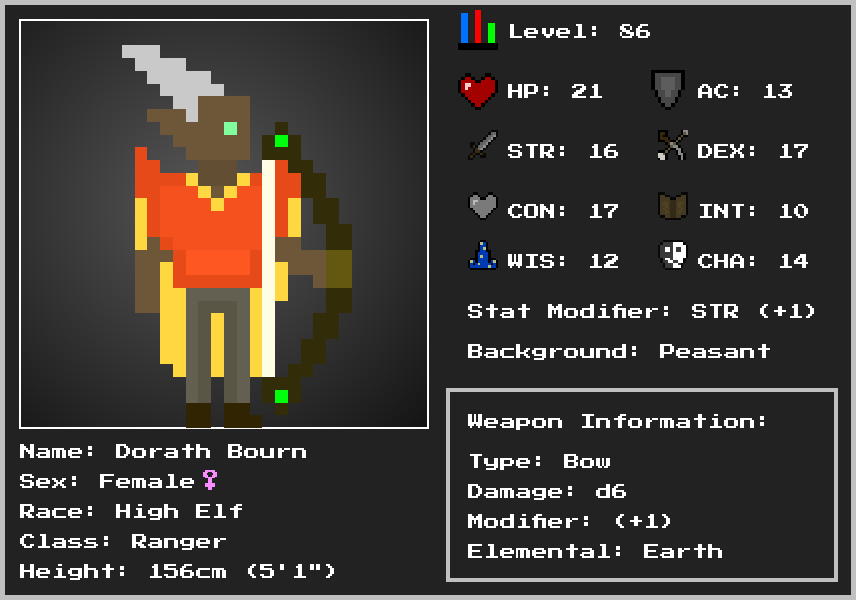 Level: 86
HP: 21 AC: 13
STR: 16 DEX: 17
CON: 17 INT: 10
WIS: 12 CHA: 14
Stat Modifier: STR (+1)
Background: Peasant
Weapon Information:
Type: Bow
Damage: d6
Modifier: (+1)
Elemental: Earth
Name: Dorath Bourn
Sex: Female♀
Race: High Elf
Class: Ranger
Height: 156cm (5'1")